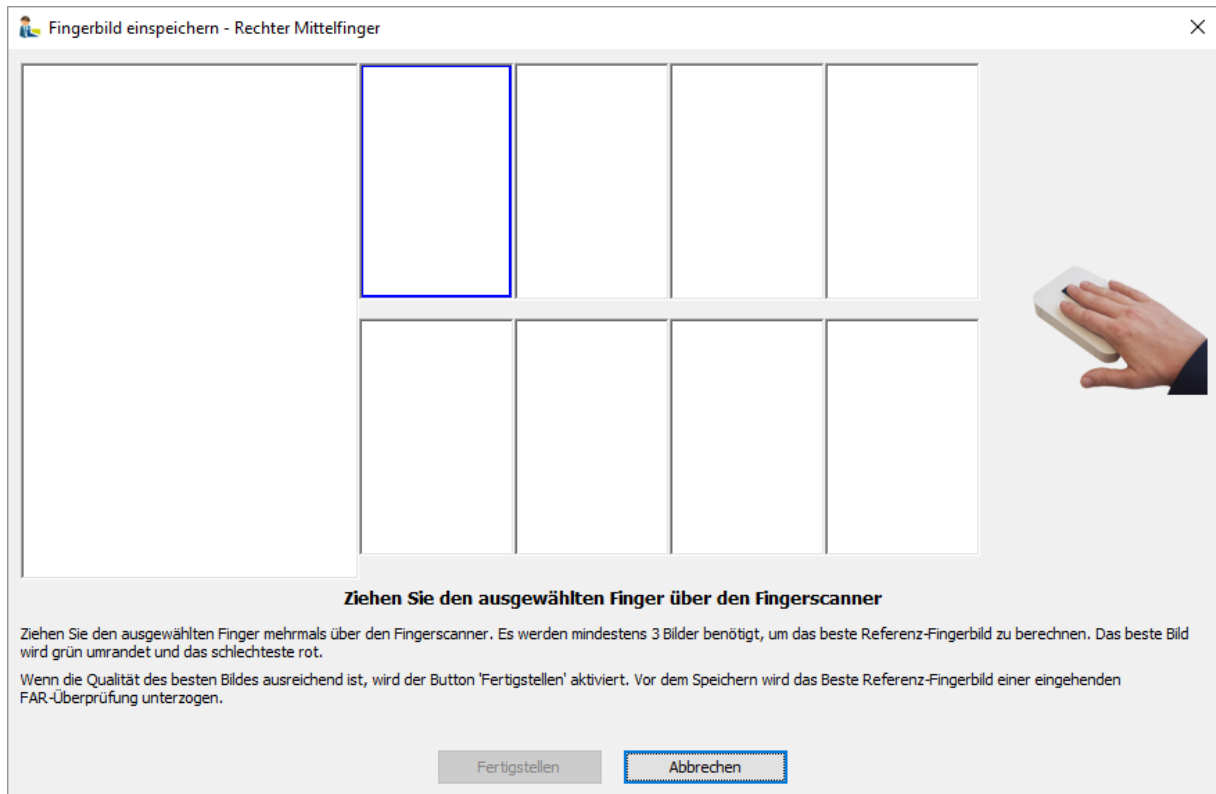 Fingerbild einspeichern - Rechter Mittelfinger
Ziehen Sie den ausgewählten Finger über den Fingerscanner
Ziehen Sie den ausgewählten Finger mehrmals über den Fingerscanner. Es werden mindestens 3 Bilder benötigt, um das beste Referenz-Fingerbild zu berechnen. Das beste Bild
wird grün umrandet und das schlechteste rot.
Wenn die Qualität des besten Bildes ausreichend ist, wird der Button 'Fertigstellen' aktiviert. Vor dem Speichern wird das Beste Referenz-Fingerbild einer eingehenden
FAR-Überprüfung unterzogen.
Fertigstellen
Abbrechen